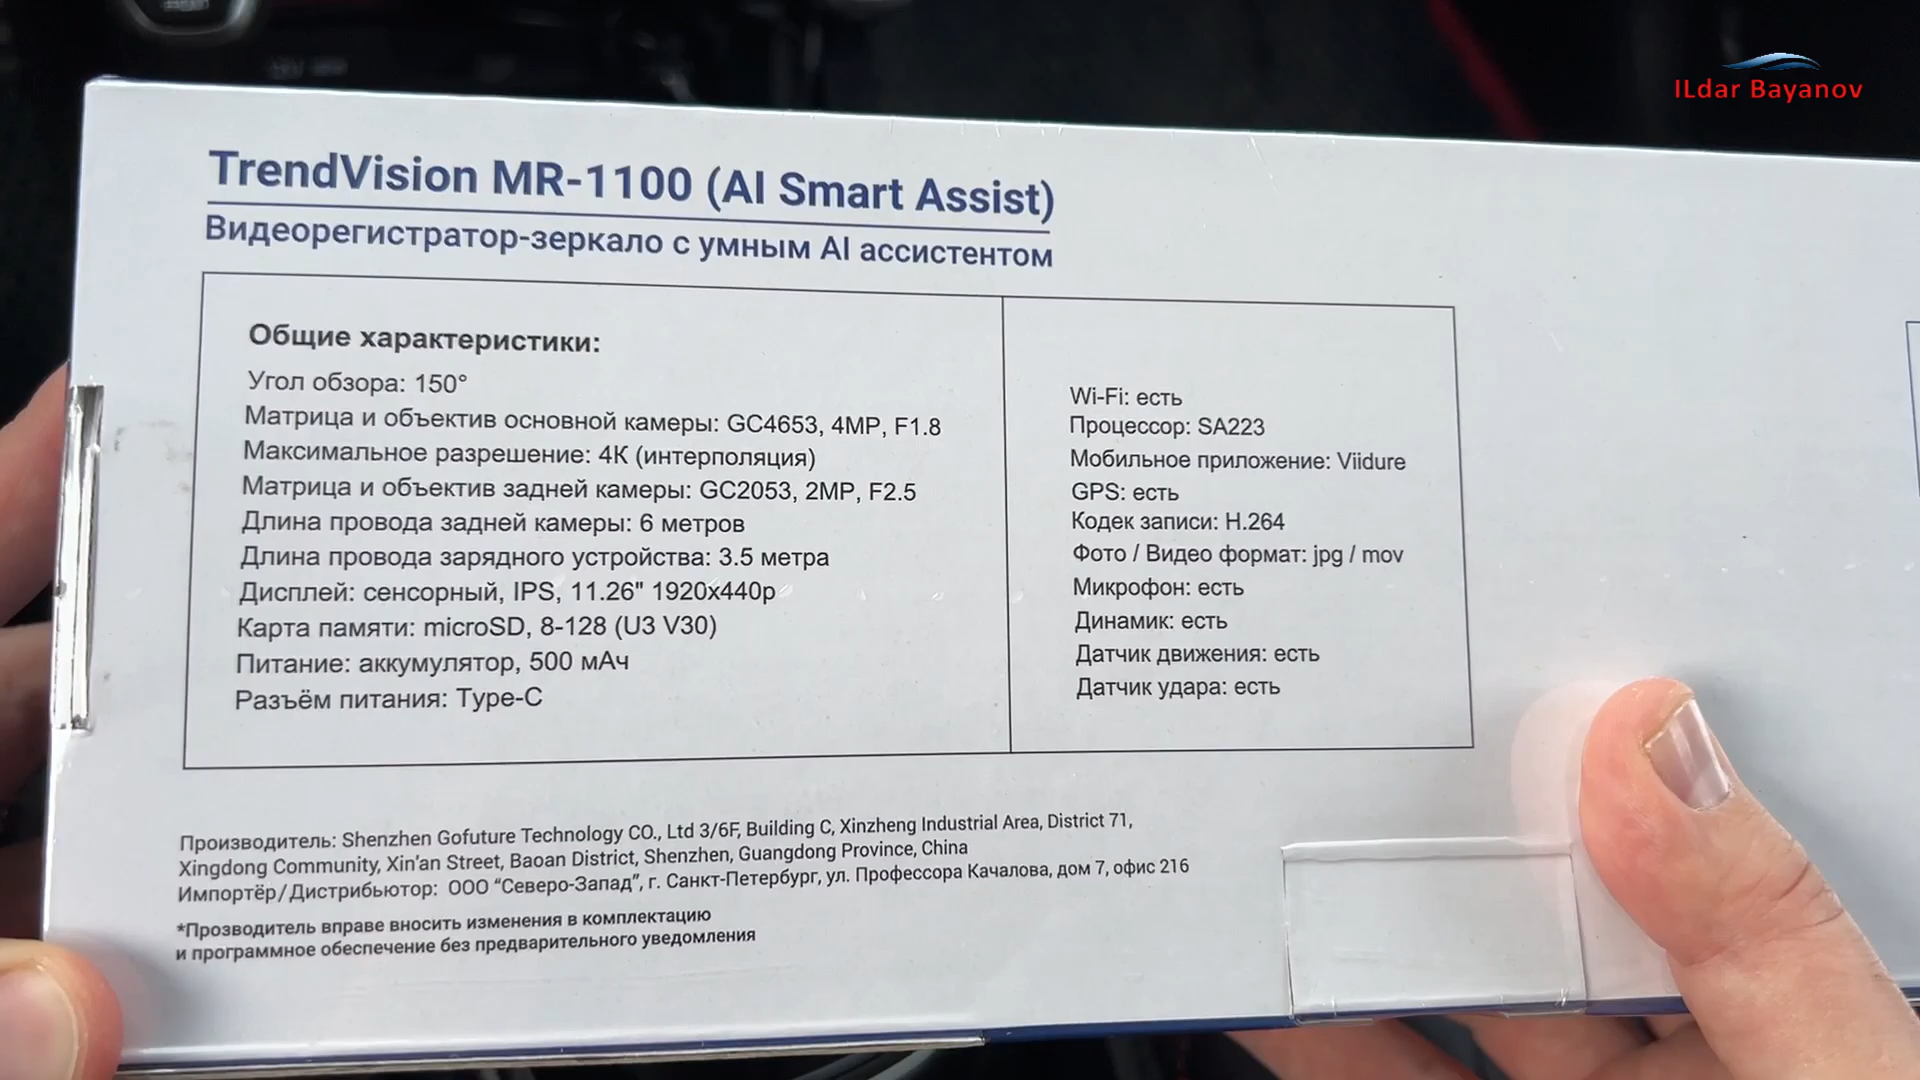 ILdar Bayanov
TrendVision MR-1100 (AI Smart Assist)
Видеорегистратор-зеркало с умным AI ассистентом
Общие характеристики:
Угол обзора: 150°
Матрица и объектив основной камеры: GC4653, 4MP, F1.8
Максимальное разрешение: 4К (интерполяция)
Матрица и объектив задней камеры: GC2053, 2MP, F2.5
Длина провода задней камеры: 6 метров
Длина провода зарядного устройства: 3.5 метра
Дисплей: сенсорный, IPS, 11.26" 1920x440p
Карта памяти: microSD, 8-128 (U3 V30)
Питание: аккумулятор, 500 мАч
Разъём питания: Type-C
Wi-Fi: есть
Процессор: SA223
Мобильное приложение: Viidure
GPS: есть
Кодек записи: H.264
Фото / Видео формат: jpg / mov
Микрофон: есть
Динамик: есть
Датчик движения: есть
Датчик удара: есть
Производитель: Shenzhen Gofuture Technology CO., Ltd 3/6F, Building C, Xinzheng Industrial Area, District 71,
Xingdong Community, Xin’an Street, Baoan District, Shenzhen, Guangdong Province, China
Импортёр/Дистрибьютор: ООО “Северо-Запад”, г. Санкт-Петербург, ул. Профессора Качалова, дом 7, офис 216
*Прозводитель вправе вносить изменения в комплектацию
и программное обеспечение без предварительного уведомления